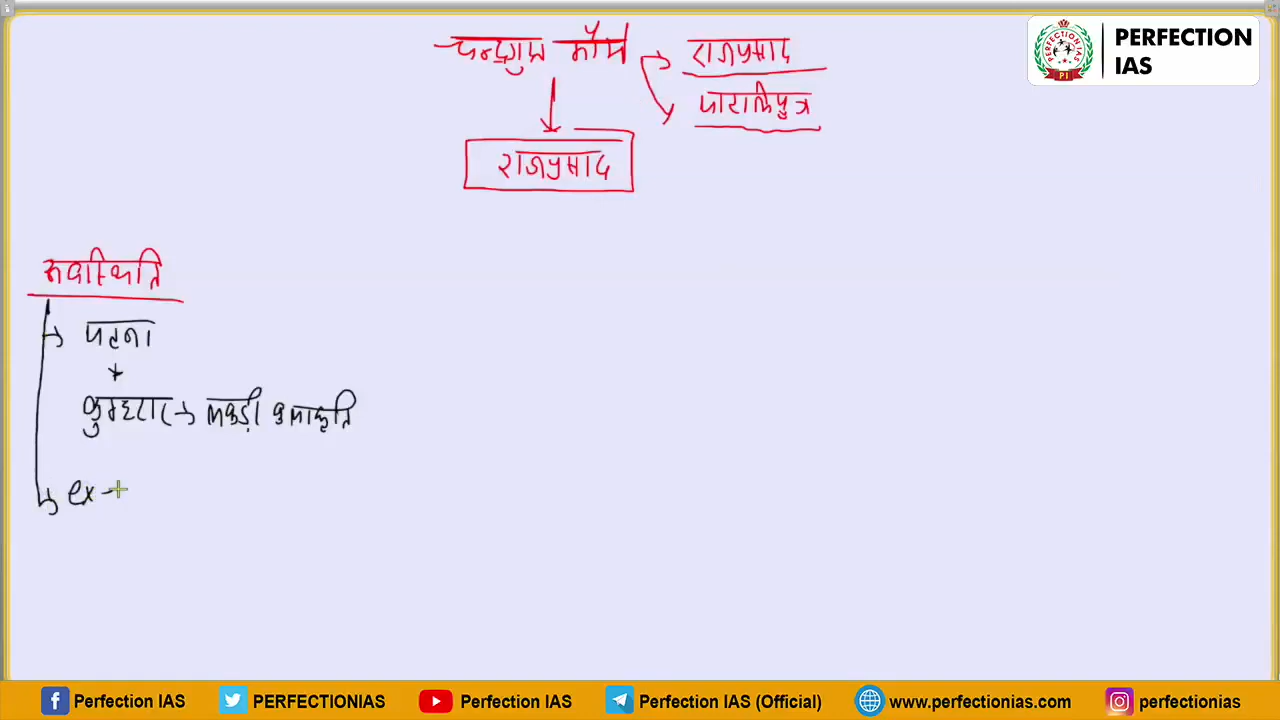 चन्द्रगुप्त मौर्य → राजप्रसाद
→ पाटलिपुत्र
राजप्रसाद
PERFECTION
IAS
अवस्थिति
→ पटना
+
कुम्हरार → लकड़ी
→ ex -
Perfection IAS
PERFECTIONIAS
Perfection IAS
Perfection IAS (Official)
www.perfectionias.com
perfectionias